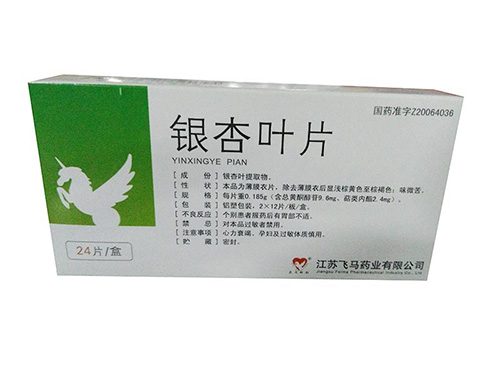 国药准字Z20064036
银杏叶片
YINXINGYE PIAN
[成份]银杏叶提取物。
[性状]本品为薄膜衣片，除去薄膜衣后显浅棕黄色至棕褐色；味微苦。
[规格]每片重0.185g（含总黄酮醇苷9.6mg、萜类内酯2.4mg）。
[包装]铝塑包装，2×12片/板/盒。
[不良反应]个别患者服药后有胃部不适。
[禁忌]对本品过敏者禁用。
[注意事项]心力衰竭、孕妇及过敏体质慎用。
[贮藏]密封。
24片/盒
江苏飞马药业有限公司
Jiangsu Feima Pharmaceutical Industry Co., Ltd